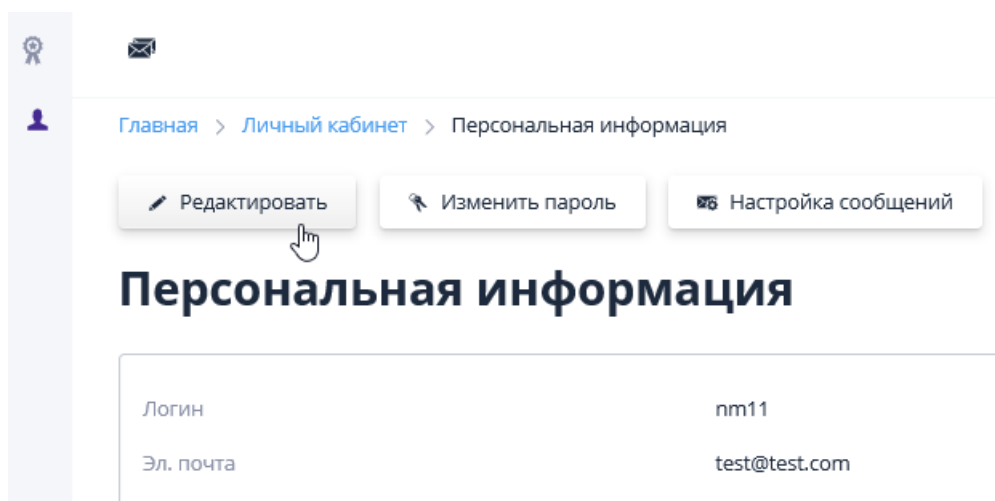 Главная > Личный кабинет > Персональная информация
Редактировать Изменить пароль Настройка сообщений
Персональная информация
Логин nm11
Эл. почта test@test.com